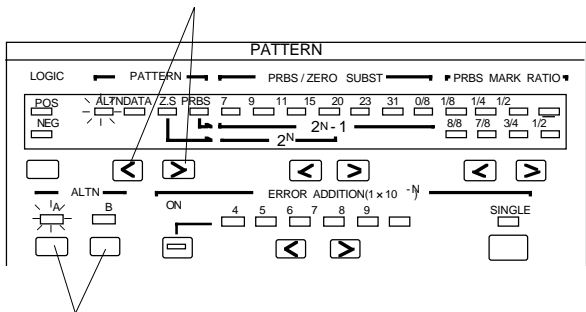 PATTERN
LOGIC PATTERN PRBS / ZERO SUBST PRBS MARK RATIO
POS ALTN DATA Z.S PRBS 7 9 11 15 20 23 31 0/8 1/8 1/4 1/2
NEG 2N - 1 8/8 7/8 3/4 1/2
2N
< > < > < >
ALTN ERROR ADDITION(1 × 10 -N)
A B ON 4 5 6 7 8 9 SINGLE
< >